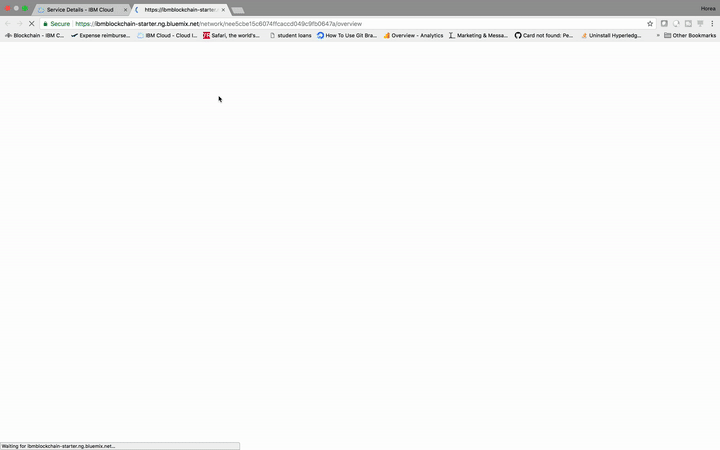 Service Details - IBM Cloud
https://ibmblockchain-starte
Horea
Secure https://ibmblockchain-starter.ng.bluemix.net/network/nee5cbe15c6074ffcaccd049c9fb0647a/overview
Blockchain - IBM C... Expense reimburse... IBM Cloud - Cloud I... Safari, the world's... student loans How To Use Git Bra... Overview - Analytics Marketing & Messa... Card not found: Pe... Uninstall Hyperledg... » Other Bookmarks
Waiting for ibmblockchain-starter.ng.bluemix.net...